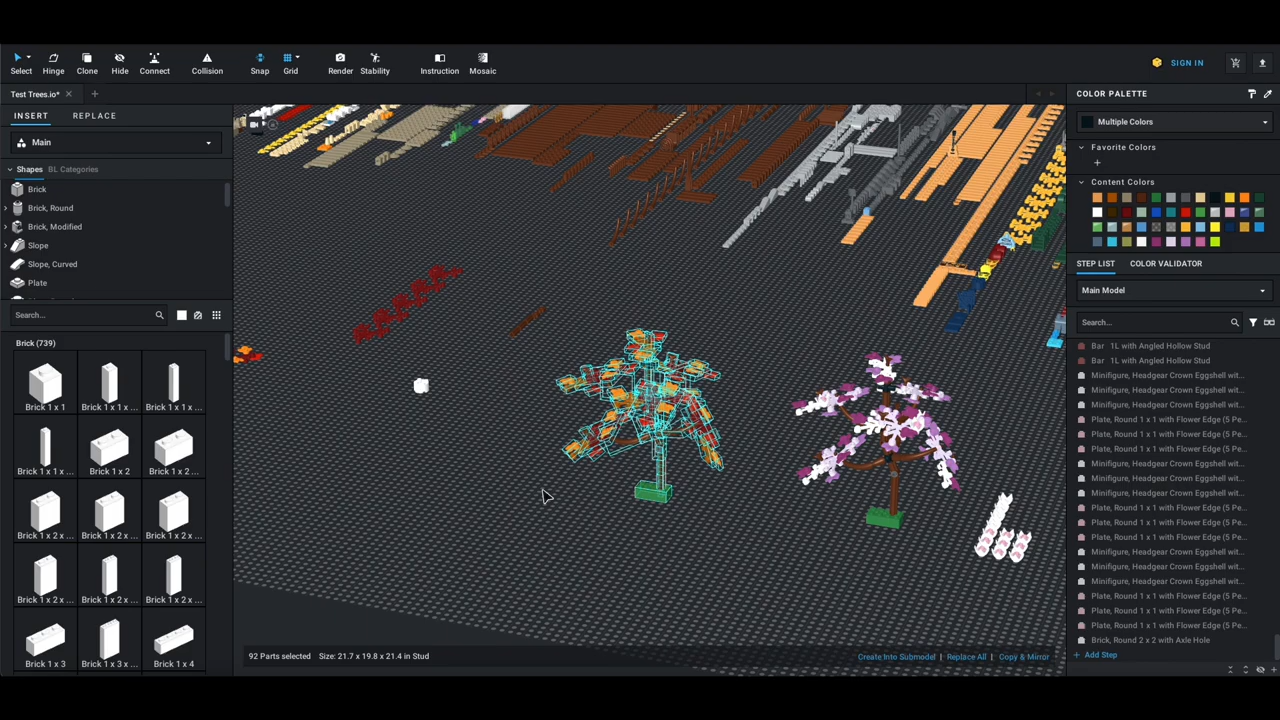 Select Hinge Clone Hide Connect Collision Snap Grid Render Stability Instruction Mosaic SIGN IN
Test Trees.io*
INSERT REPLACE
Main
Shapes BL Categories
Brick
Brick, Round
Brick, Modified
Slope
Slope, Curved
Plate
Search...
Brick (739)
Brick 1 x 1 Brick 1 x 1 x ... Brick 1 x 1 x ...
Brick 1 x 1 x ... Brick 1 x 2 Brick 1 x 2 x ...
Brick 1 x 2 x ... Brick 1 x 2 x ... Brick 1 x 2 x ...
Brick 1 x 2 x ... Brick 1 x 2 x ... Brick 1 x 2 x ...
Brick 1 x 3 Brick 1 x 3 x ... Brick 1 x 4
92 Parts selected Size: 21.7 x 19.8 x 21.4 in Stud
Create Into Submodel Replace All Copy & Mirror
COLOR PALETTE
Multiple Colors
Favorite Colors
+
Content Colors
STEP LIST COLOR VALIDATOR
Main Model
Search...
Bar 1L with Angled Hollow Stud
Bar 1L with Angled Hollow Stud
Minifigure, Headgear Crown Eggshell wit...
Minifigure, Headgear Crown Eggshell wit...
Minifigure, Headgear Crown Eggshell wit...
Plate, Round 1 x 1 with Flower Edge (5 Pe...
Plate, Round 1 x 1 with Flower Edge (5 Pe...
Plate, Round 1 x 1 with Flower Edge (5 Pe...
Minifigure, Headgear Crown Eggshell wit...
Minifigure, Headgear Crown Eggshell wit...
Minifigure, Headgear Crown Eggshell wit...
Plate, Round 1 x 1 with Flower Edge (5 Pe...
Plate, Round 1 x 1 with Flower Edge (5 Pe...
Plate, Round 1 x 1 with Flower Edge (5 Pe...
Minifigure, Headgear Crown Eggshell wit...
Minifigure, Headgear Crown Eggshell wit...
Minifigure, Headgear Crown Eggshell wit...
Plate, Round 1 x 1 with Flower Edge (5 Pe...
Plate, Round 1 x 1 with Flower Edge (5 Pe...
Plate, Round 1 x 1 with Flower Edge (5 Pe...
Brick, Round 2 x 2 with Axle Hole
+ Add Step